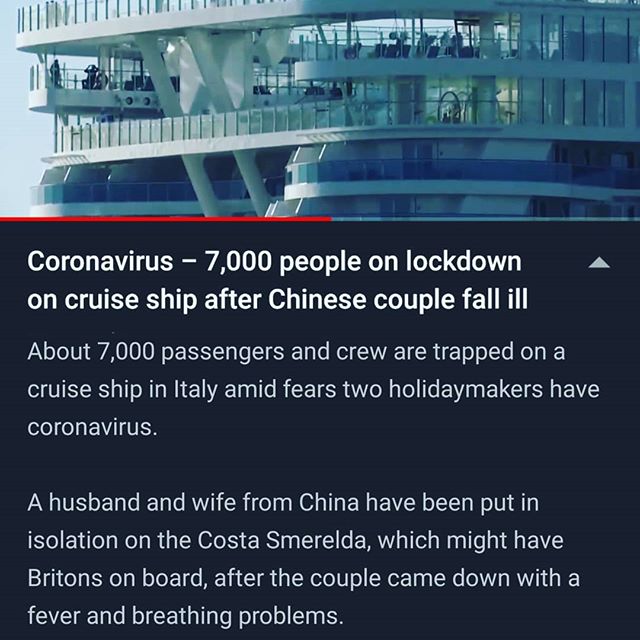 Coronavirus – 7,000 people on lockdown
on cruise ship after Chinese couple fall ill
About 7,000 passengers and crew are trapped on a
cruise ship in Italy amid fears two holidaymakers have
coronavirus.
A husband and wife from China have been put in
isolation on the Costa Smerelda, which might have
Britons on board, after the couple came down with a
fever and breathing problems.